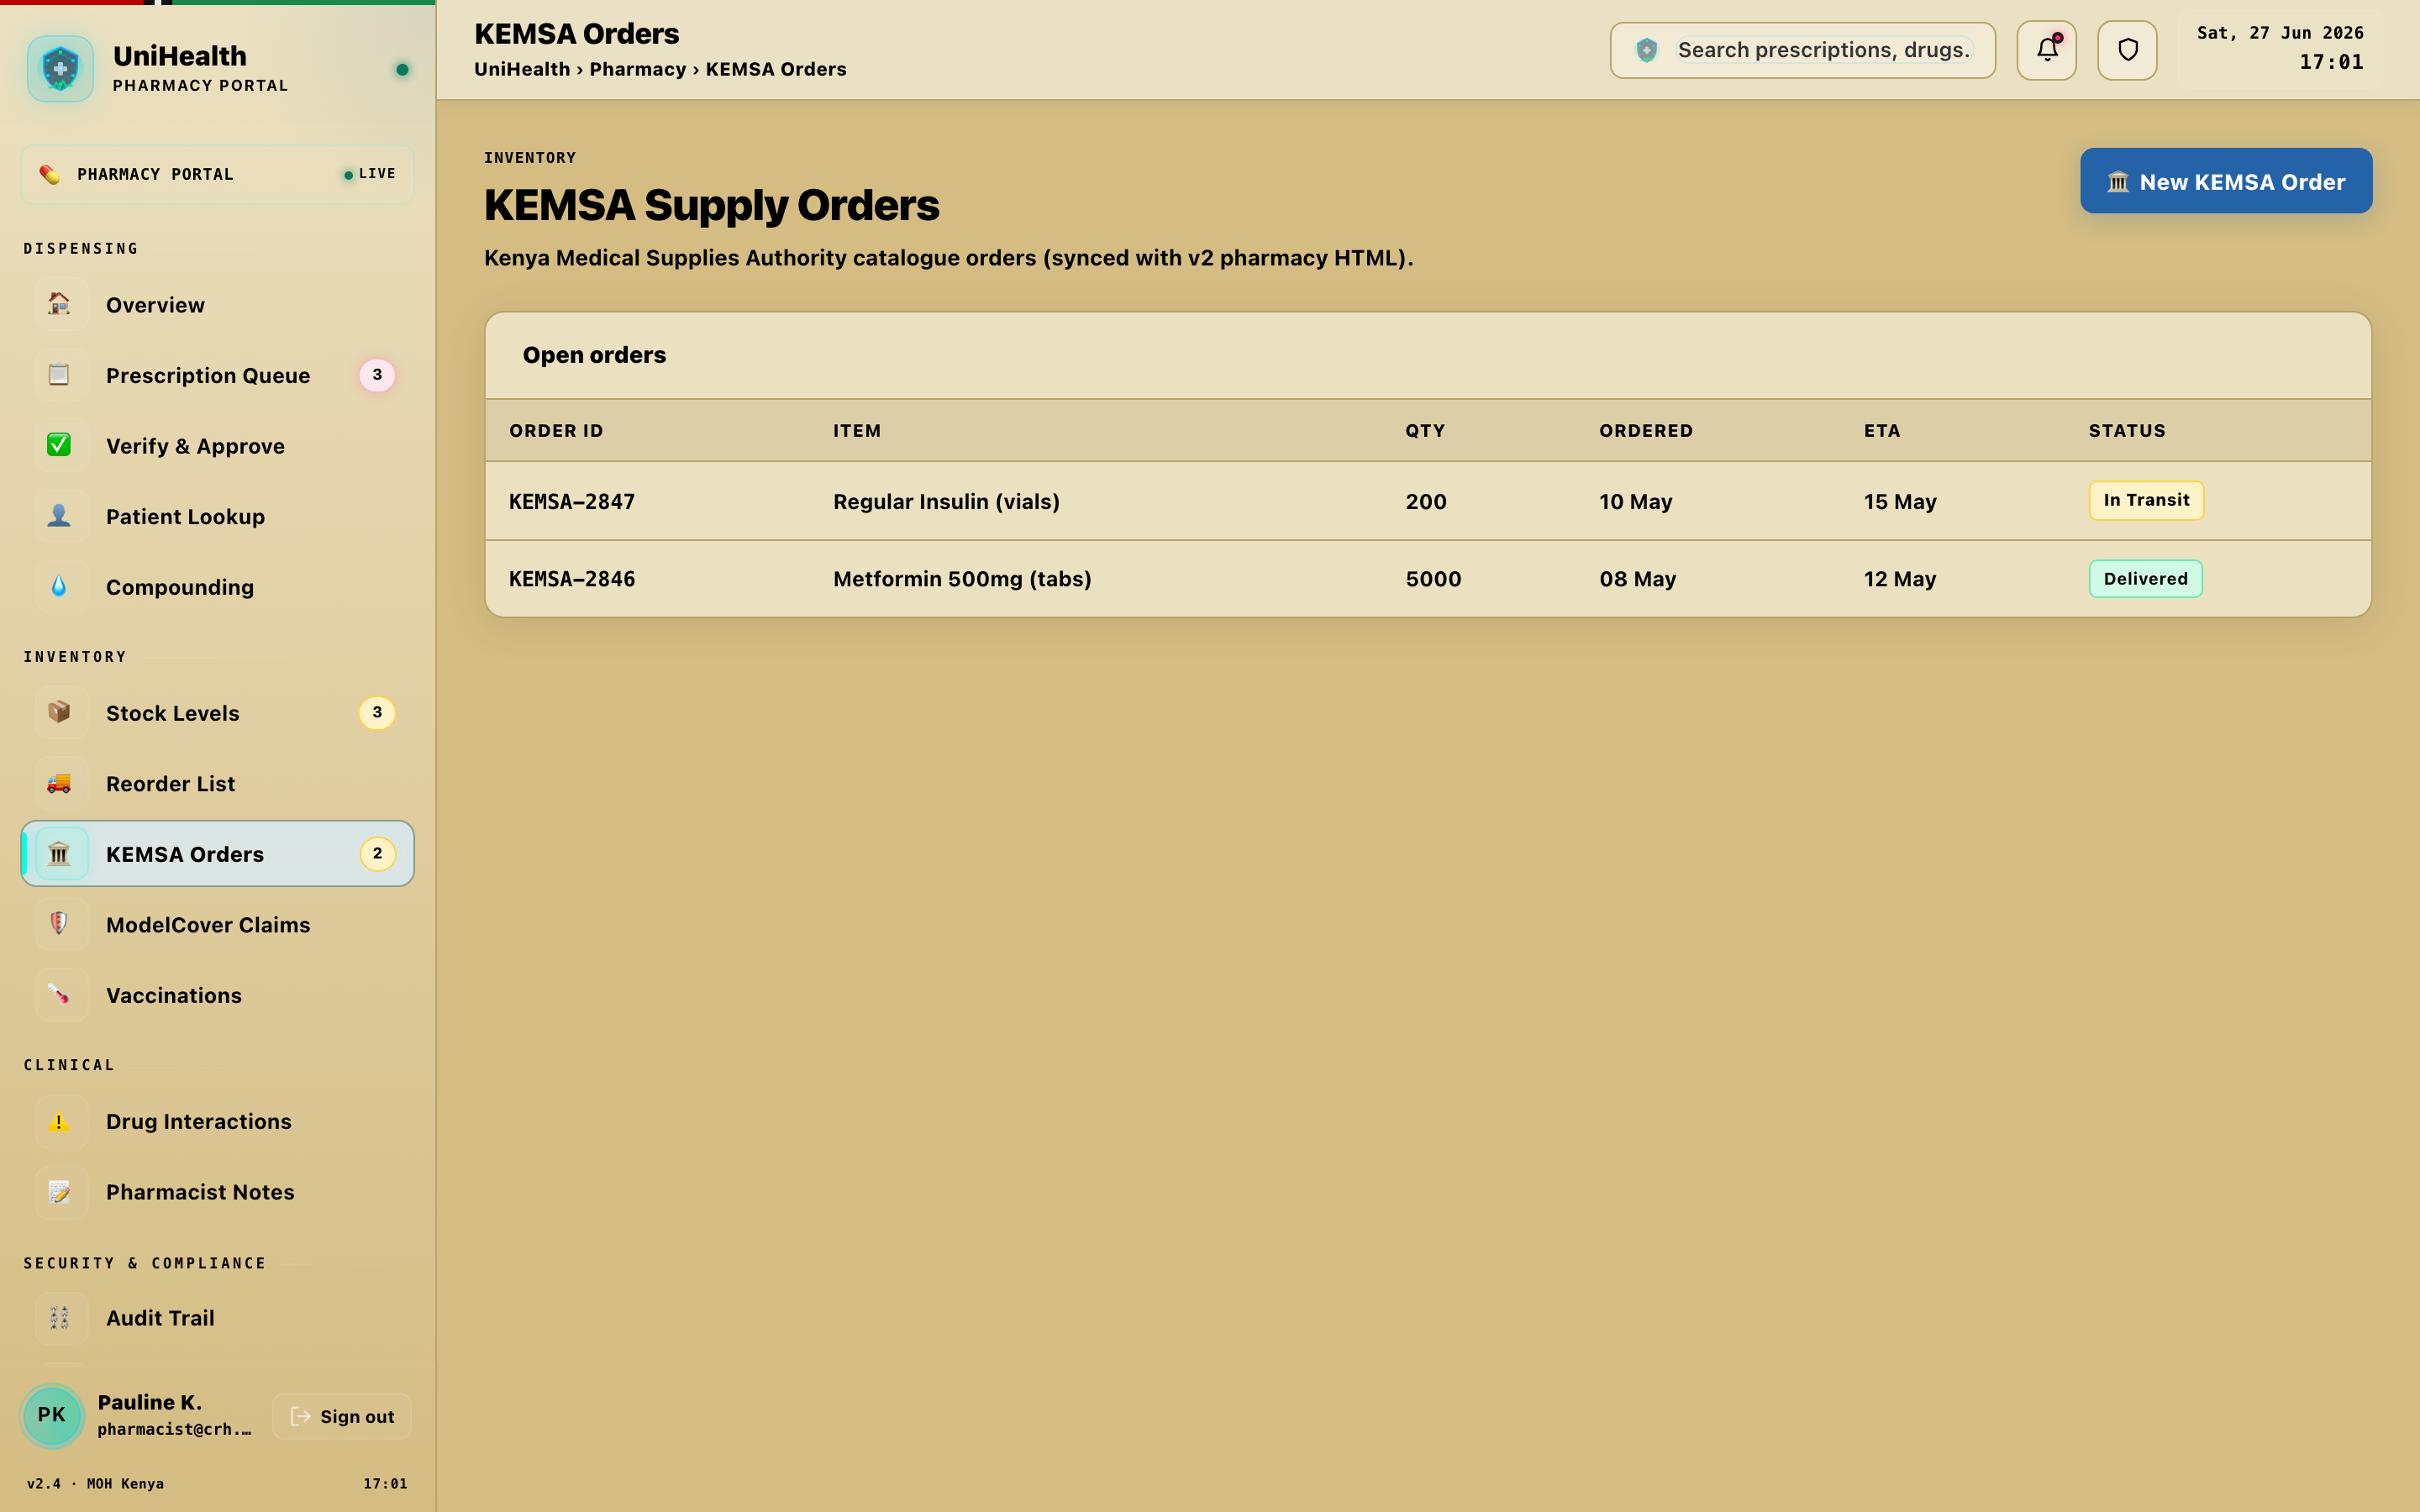 UniHealth
PHARMACY PORTAL
PHARMACY PORTAL
LIVE
DISPENSING
Overview
Prescription Queue
3
Verify & Approve
Patient Lookup
Compounding
INVENTORY
Stock Levels
3
Reorder List
KEMSA Orders
2
ModelCover Claims
Vaccinations
CLINICAL
Drug Interactions
Pharmacist Notes
SECURITY & COMPLIANCE
Audit Trail
PK
Pauline K.
pharmacist@crh.…
Sign out
v2.4 · MOH Kenya
17:01
KEMSA Orders
UniHealth › Pharmacy › KEMSA Orders
Search prescriptions, drugs.
Sat, 27 Jun 2026
17:01
INVENTORY
KEMSA Supply Orders
Kenya Medical Supplies Authority catalogue orders (synced with v2 pharmacy HTML).
New KEMSA Order
Open orders
ORDER ID ITEM QTY ORDERED ETA STATUS
KEMSA-2847 Regular Insulin (vials) 200 10 May 15 May In Transit
KEMSA-2846 Metformin 500mg (tabs) 5000 08 May 12 May Delivered